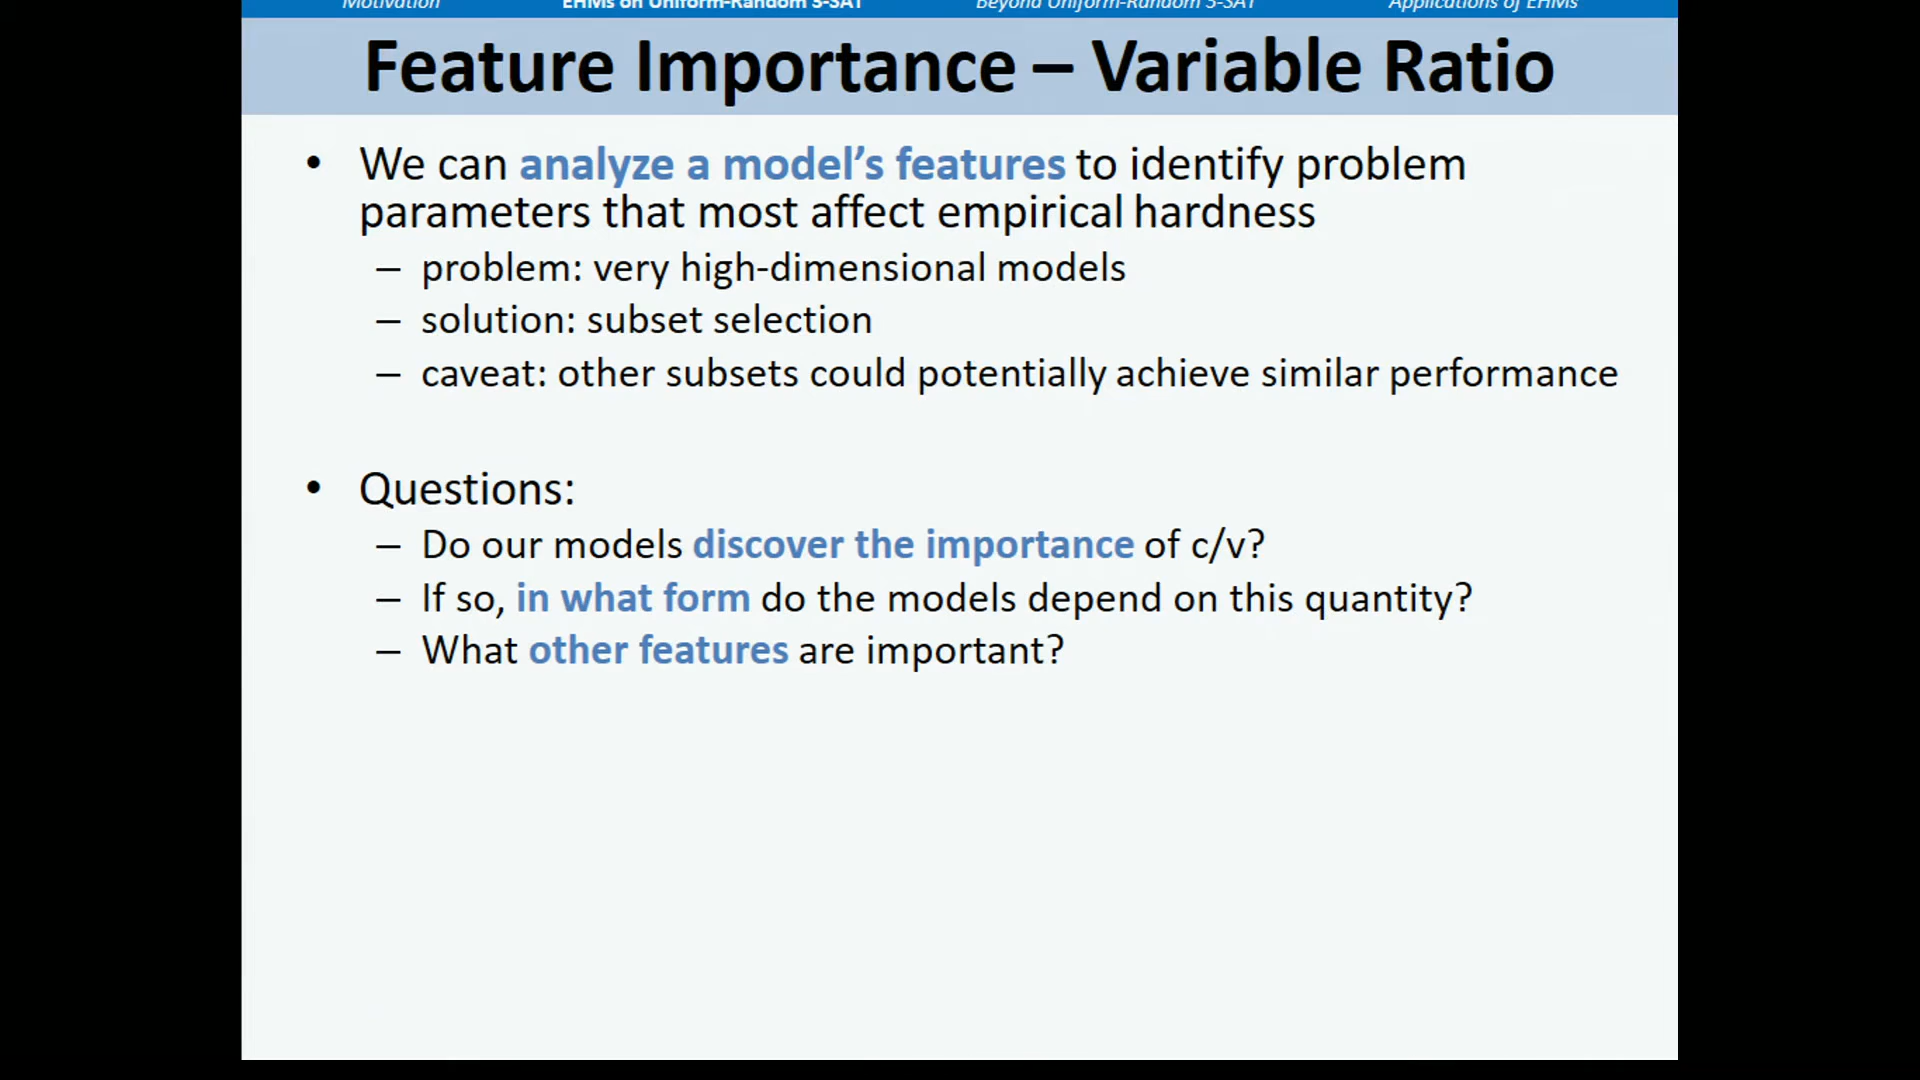 Motivation EHMs on Uniform-Random 3-SAT Beyond Uniform-Random 3-SAT Applications of EHMs
Feature Importance – Variable Ratio
• We can analyze a model’s features to identify problem
parameters that most affect empirical hardness
– problem: very high-dimensional models
– solution: subset selection
– caveat: other subsets could potentially achieve similar performance
• Questions:
– Do our models discover the importance of c/v?
– If so, in what form do the models depend on this quantity?
– What other features are important?